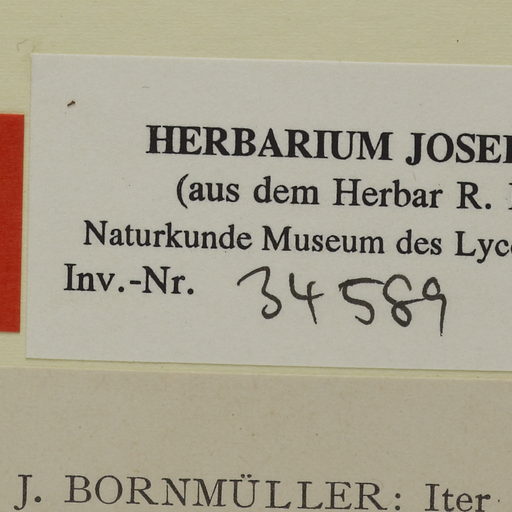 HERBARIUM JOSE
(aus dem Herbar R.
Naturkunde Museum des Lyc
Inv.-Nr. 34589
J. BORNMÜLLER: Iter